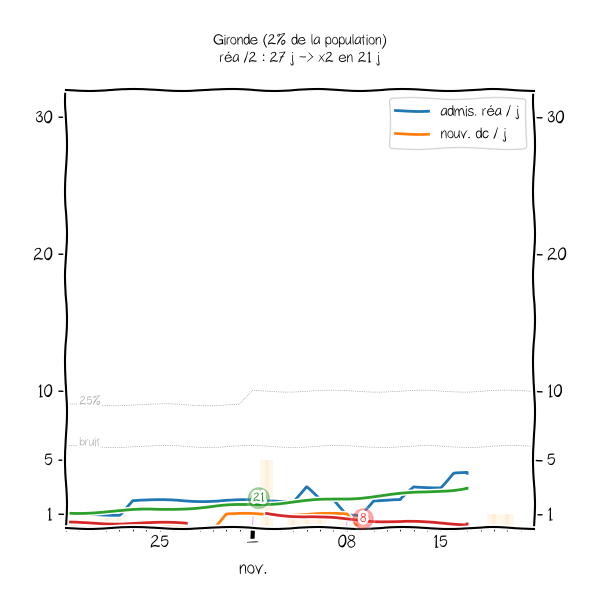 Gironde (2% de la population)
réa /2 : 27 j -> x2 en 21 j
admis. réa / j
nouv. dc / j
30
30
20
20
10
10
25%
bruit
5
5
21
8
1
1
25
08
15
nov.